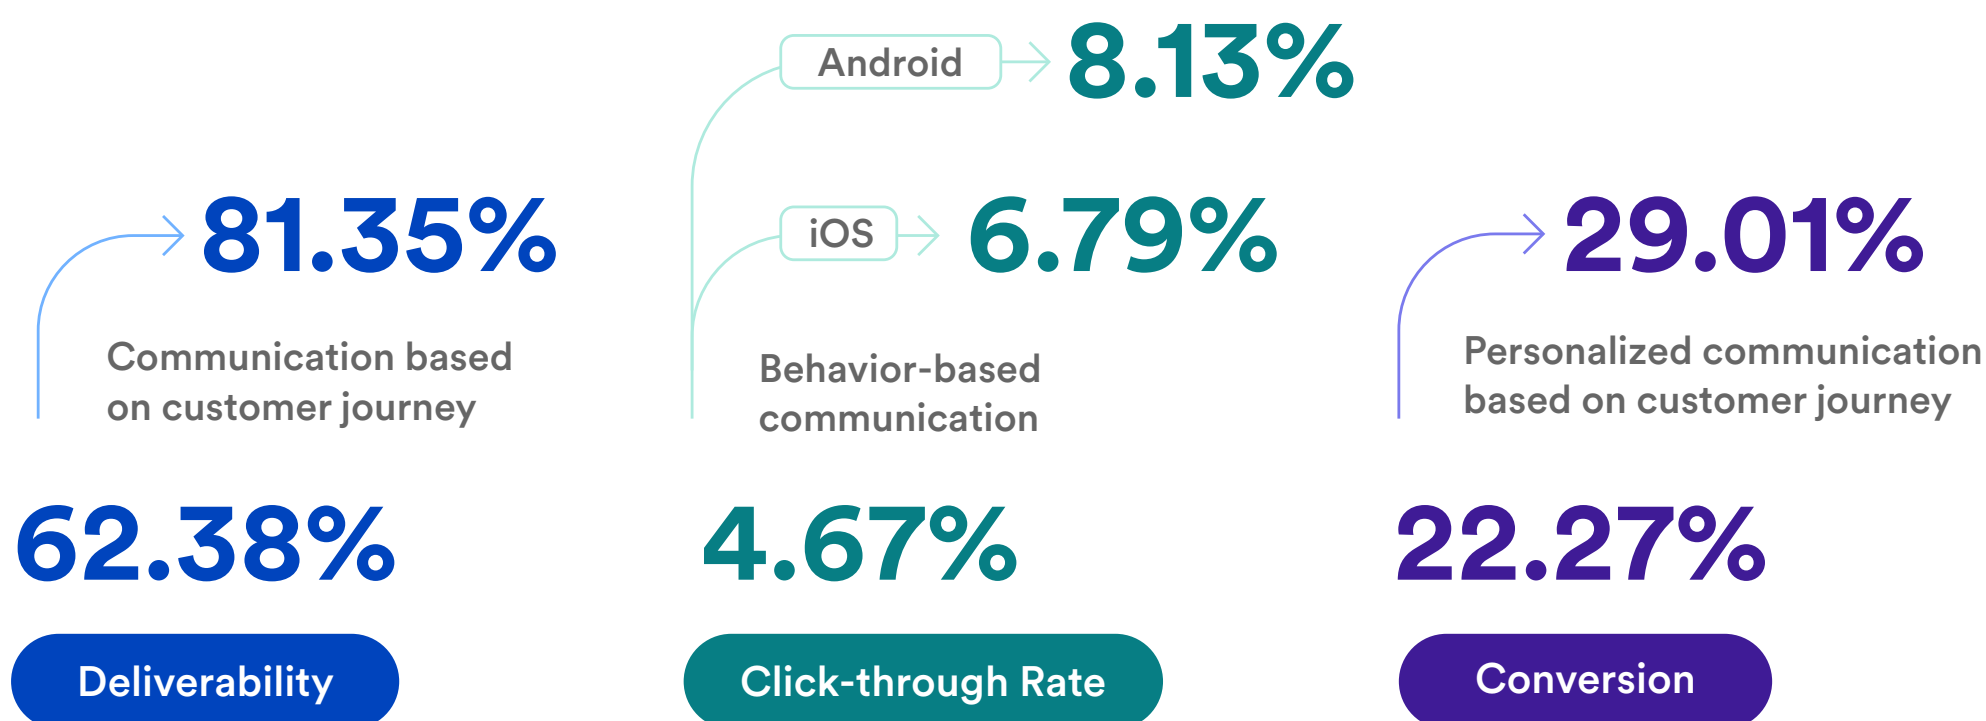 81.35%
Communication based
on customer journey
62.38%
Deliverability
Android
8.13%
iOS
6.79%
Behavior-based
communication
4.67%
Click-through Rate
29.01%
Personalized communication
based on customer journey
22.27%
Conversion